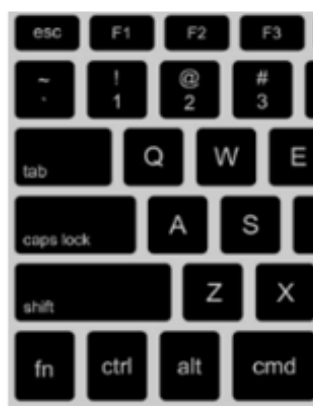 esc F1 F2 F3
~ ! @ #
` 1 2 3
tab Q W E
caps lock A S
shift Z X
fn ctrl alt cmd